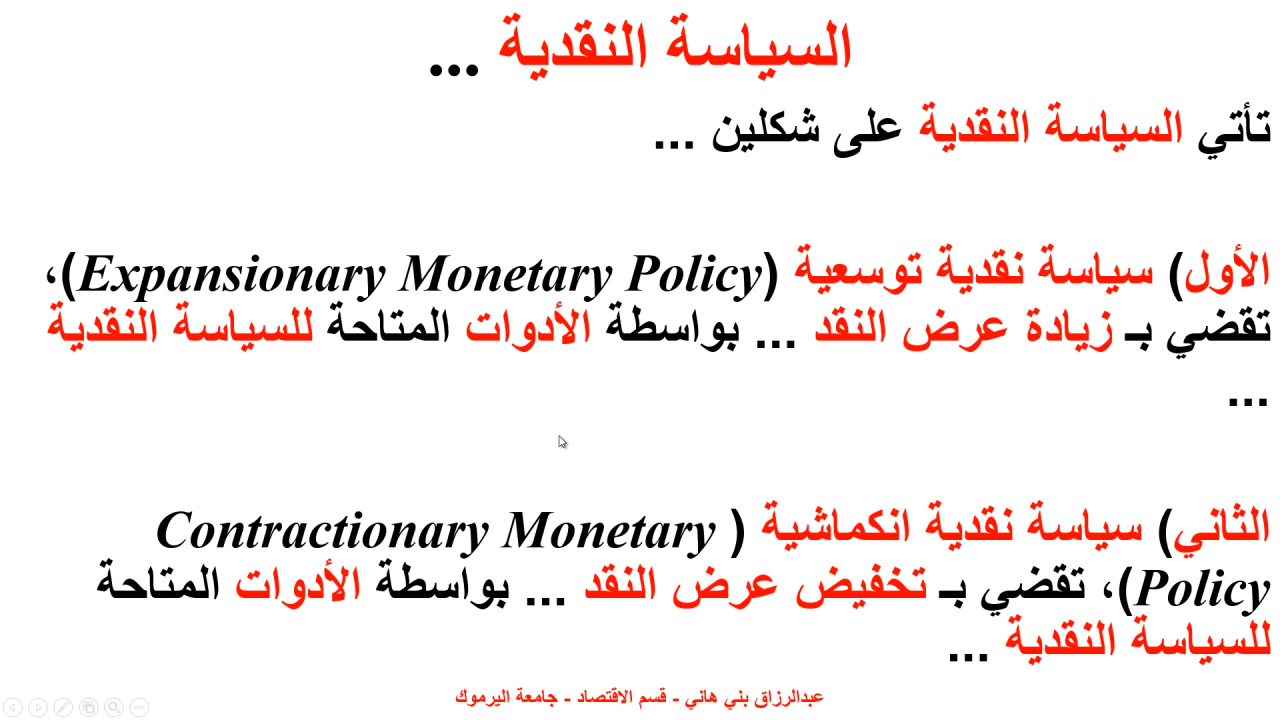 السياسة النقدية ...
تأتي السياسة النقدية على شكلين ...
الأول) سياسة نقدية توسعية (Expansionary Monetary Policy)،
تقضي بـ زيادة عرض النقد ... بواسطة الأدوات المتاحة للسياسة النقدية
...
الثاني) سياسة نقدية انكماشية (Contractionary Monetary
Policy)، تقضي بـ تخفيض عرض النقد ... بواسطة الأدوات المتاحة
للسياسة النقدية ...
عبدالرزاق بني هاني - قسم الاقتصاد - جامعة اليرموك